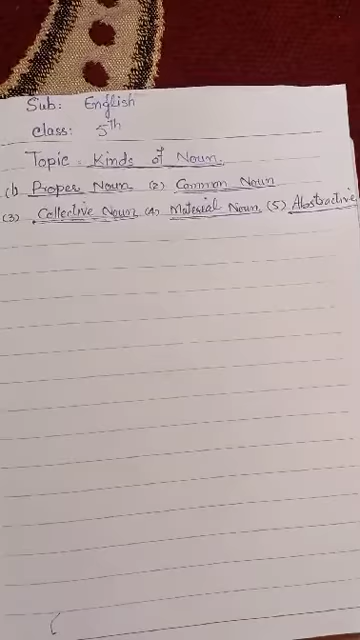 Sub: English
Class: 5th
Topic: Kinds of Noun.
(1) Proper Noun (2) Common Noun
(3) Collective Noun (4) Material Noun (5) Abstractive